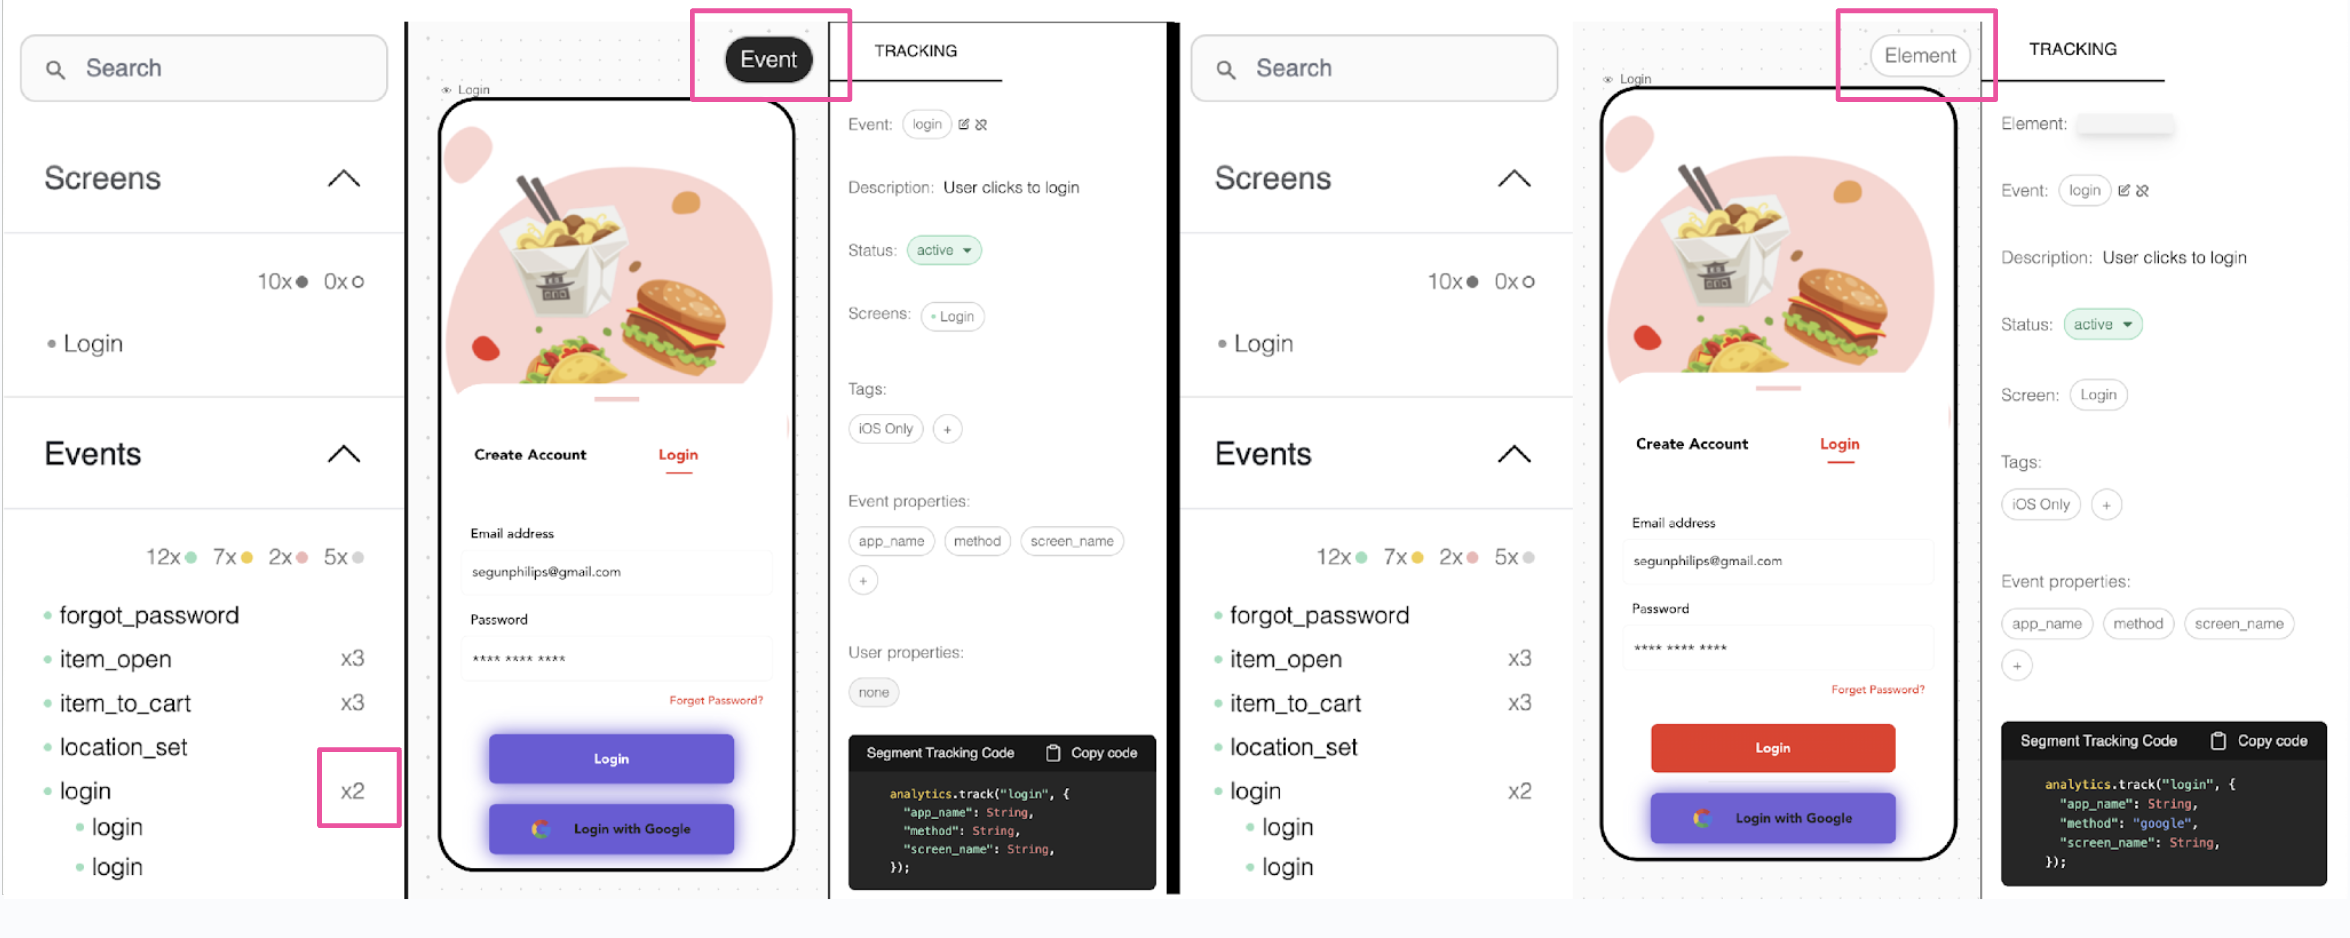 Search
Screens
10x 0x
Login
Events
12x 7x 2x 5x
forgot_password
item_open x3
item_to_cart x3
location_set
login x2
login
login
Event
Login
Create Account Login
Email address
segunphilips@gmail.com
Password
**** **** ****
Forget Password?
Login
Login with Google
TRACKING
Event: login
Description: User clicks to login
Status: active
Screens: • Login
Tags:
iOS Only +
Event properties:
app_name method screen_name
+
User properties:
none
Segment Tracking Code Copy code
analytics.track("login", {
"app_name": String,
"method": String,
"screen_name": String,
});
Search
Screens
10x 0x
Login
Events
12x 7x 2x 5x
forgot_password
item_open x3
item_to_cart x3
location_set
login x2
login
login
Element
Login
Create Account Login
Email address
segunphilips@gmail.com
Password
**** **** ****
Forget Password?
Login
Login with Google
TRACKING
Element:
Event: login
Description: User clicks to login
Status: active
Screen: Login
Tags:
iOS Only +
Event properties:
app_name method screen_name
+
Segment Tracking Code Copy code
analytics.track("login", {
"app_name": String,
"method": "google",
"screen_name": String,
});